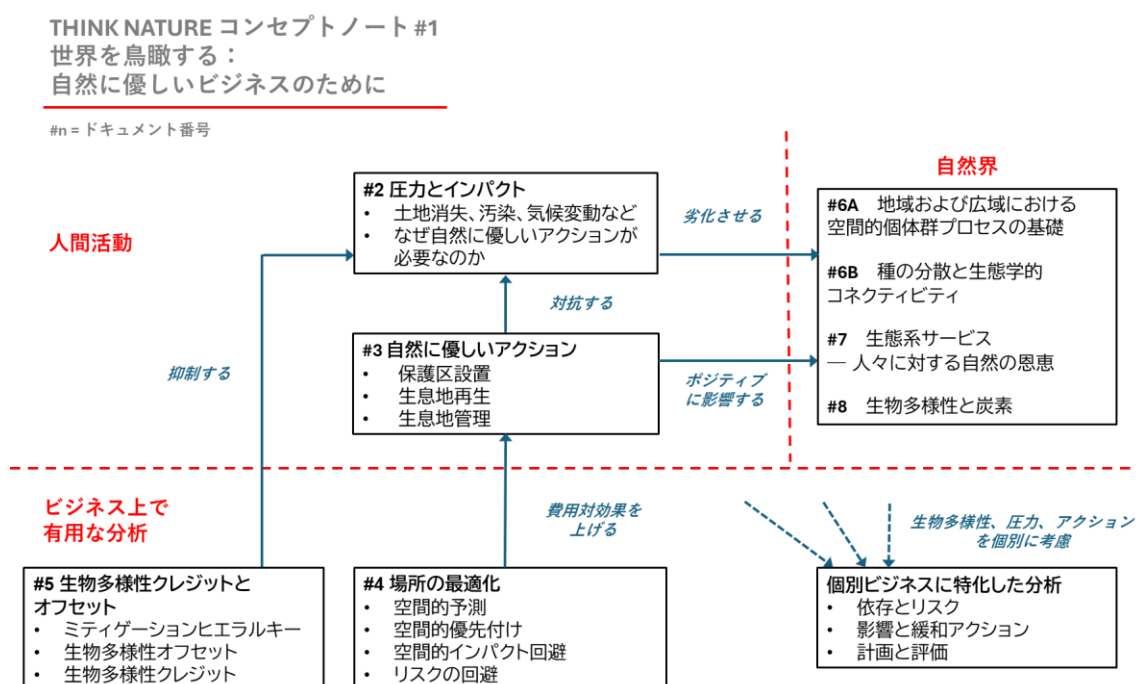 THINK NATURE コンセプトノート #1
世界を鳥瞰する：
自然に優しいビジネスのために
#n = ドキュメント番号
人間活動
#2 圧力とインパクト
• 土地消失、汚染、気候変動など
• なぜ自然に優しいアクションが
必要なのか
劣化させる
自然界
#6A 地域および広域における
空間的個体群プロセスの基礎
#6B 種の分散と生態学的
コネクティビティ
#7 生態系サービス
― 人々に対する自然の恩恵
#8 生物多様性と炭素
対抗する
抑制する
#3 自然に優しいアクション
• 保護区設置
• 生息地再生
• 生息地管理
ポジティブ
に影響する
ビジネス上で
有用な分析
費用対効果を
上げる
生物多様性、圧力、アクション
を個別に考慮
#5 生物多様性クレジットと
オフセット
• ミティゲーションヒエラルキー
• 生物多様性オフセット
• 生物多様性クレジット
#4 場所の最適化
• 空間的予測
• 空間的優先付け
• 空間的インパクト回避
• リスクの回避
個別ビジネスに特化した分析
• 依存とリスク
• 影響と緩和アクション
• 計画と評価